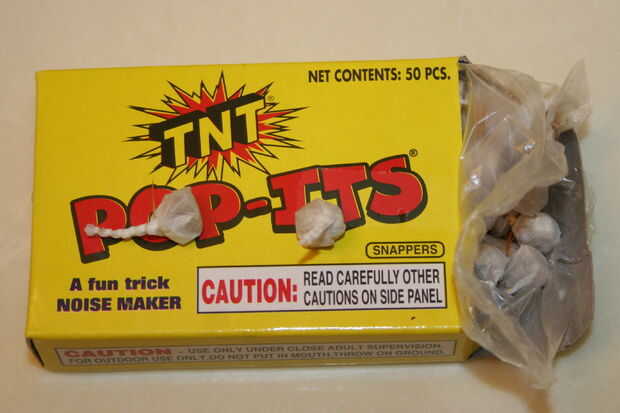 NET CONTENTS: 50 PCS.
TNT®
POP-ITS®
SNAPPERS
A fun trick
NOISE MAKER
CAUTION: READ CAREFULLY OTHER
CAUTIONS ON SIDE PANEL
CAUTION - USE ONLY UNDER CLOSE ADULT SUPERVISION.
FOR OUTDOOR USE ONLY. DO NOT PUT IN MOUTH. THROW ON GROUND.